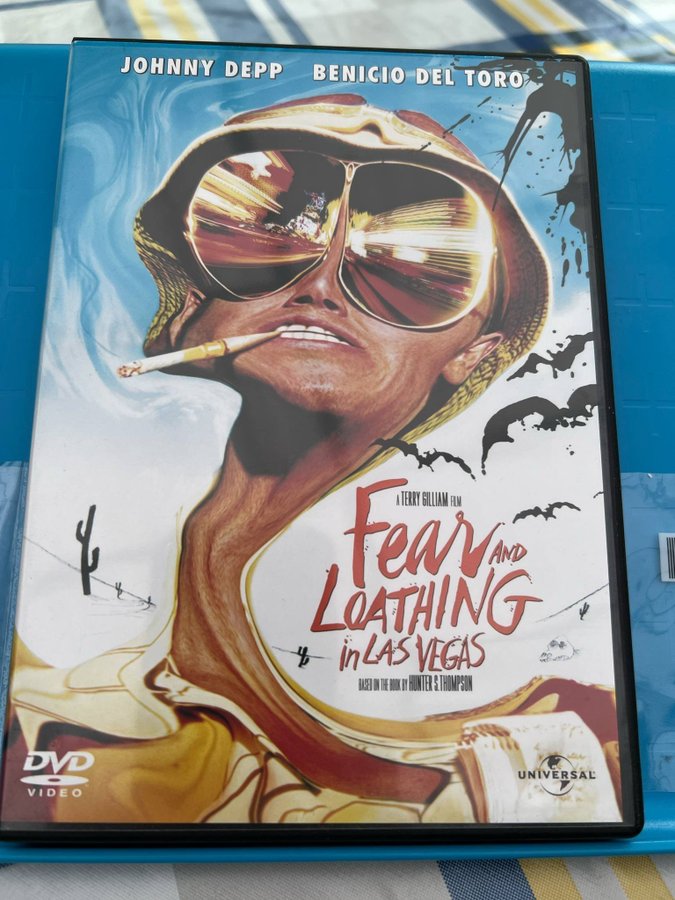 JOHNNY DEPP BENICIO DEL TORO
A TERRY GILLIAM FILM
Fear AND
LOATHING
in LAS VEGAS
BASED ON THE BOOK BY HUNTER S. THOMPSON
DVD
VIDEO
UNIVERSAL